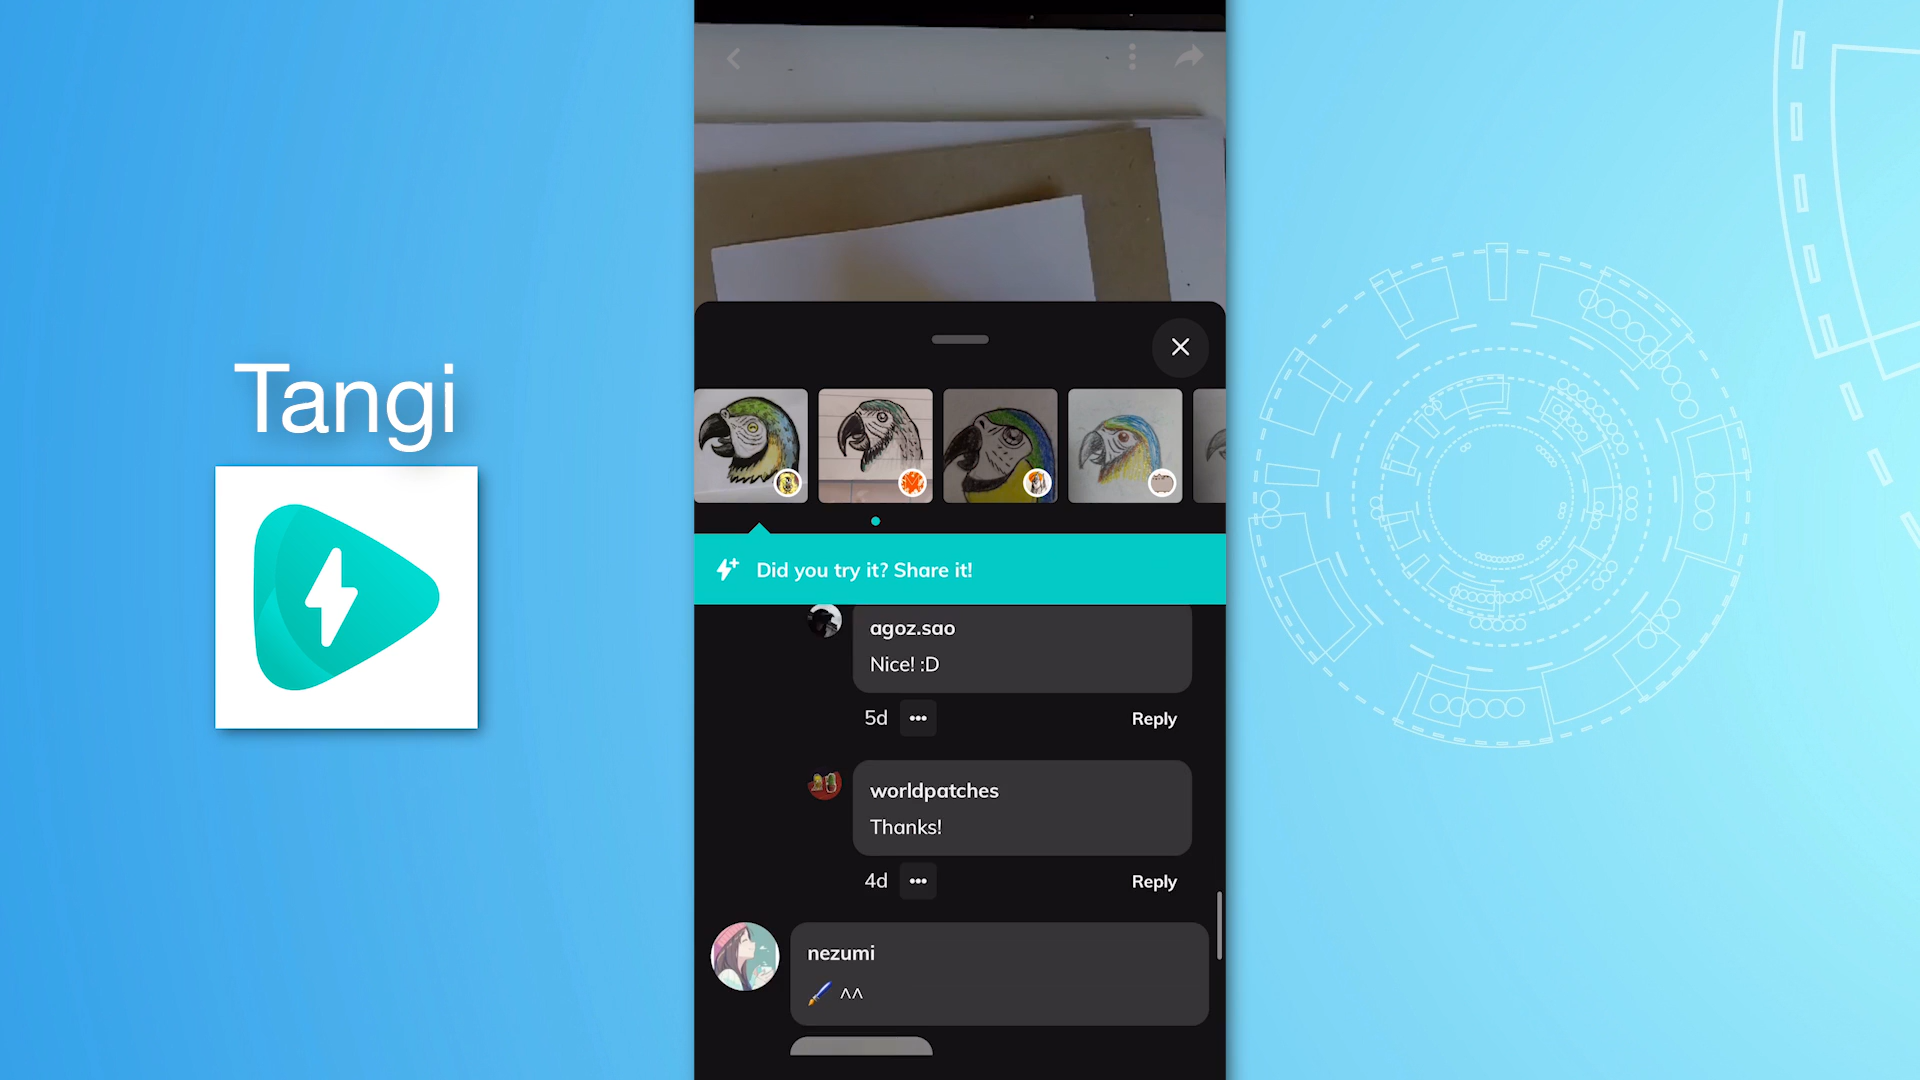 Tangi
Did you try it? Share it!
agoz.sao
Nice! :D
5d
Reply
worldpatches
Thanks!
4d
Reply
nezumi
🖌️ ^^